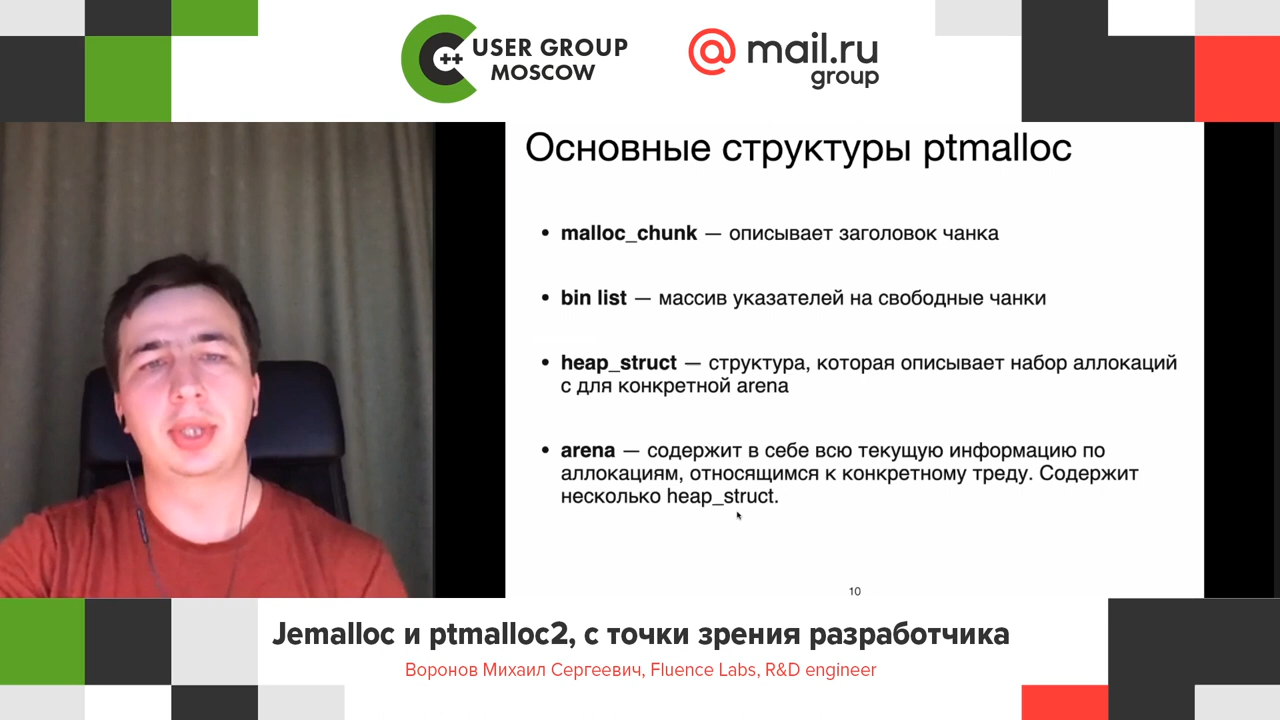 C++ USER GROUP
MOSCOW
@mail.ru
group
Основные структуры ptmalloc
• malloc_chunk — описывает заголовок чанка
• bin list — массив указателей на свободные чанки
• heap_struct — структура, которая описывает набор аллокаций
с для конкретной arena
• arena — содержит в себе всю текущую информацию по
аллокациям, относящимся к конкретному треду. Содержит
несколько heap_struct.
10
Jemalloc и ptmalloc2, с точки зрения разработчика
Воронов Михаил Сергеевич, Fluence Labs, R&D engineer